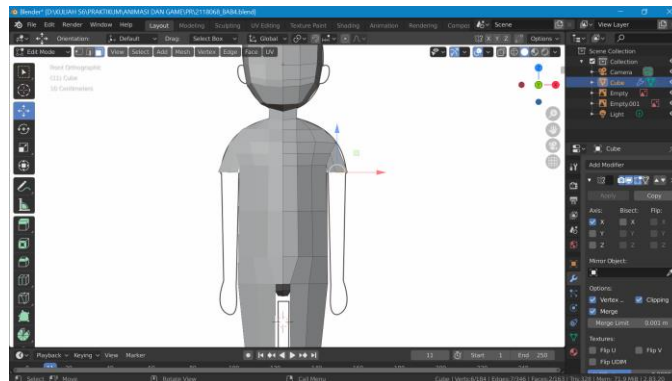 Blender* [D:\KULIAH S6\PRAKTIKUM\ANIMASI DAN GAME\PR\2118068_BAB4.blend]
File Edit Render Window Help Layout Modeling Sculpting UV Editing Texture Paint Shading Animation Rendering Scene View Layer
Orientation: Default Drag: Select Box Global Options
Edit Mode View Select Add Mesh Vertex Edge Face UV
Front Orthographic
(11) Cube
10 Centimeters
Scene Collection
Collection
Camera
Cube
Empty
Empty.001
Light
Cube
Add Modifier
Apply Copy
Axis: Bisect: Flip:
X X X
Y Y Y
Z Z Z
Mirror Object:
Options:
Vertex .. Clipping
Merge
Merge Limit 0.001 m
Textures:
Flip U Flip V
Flip UDIM
Playback Keying View Marker 11 Start 1 End 250
Select Rotate View Call Menu